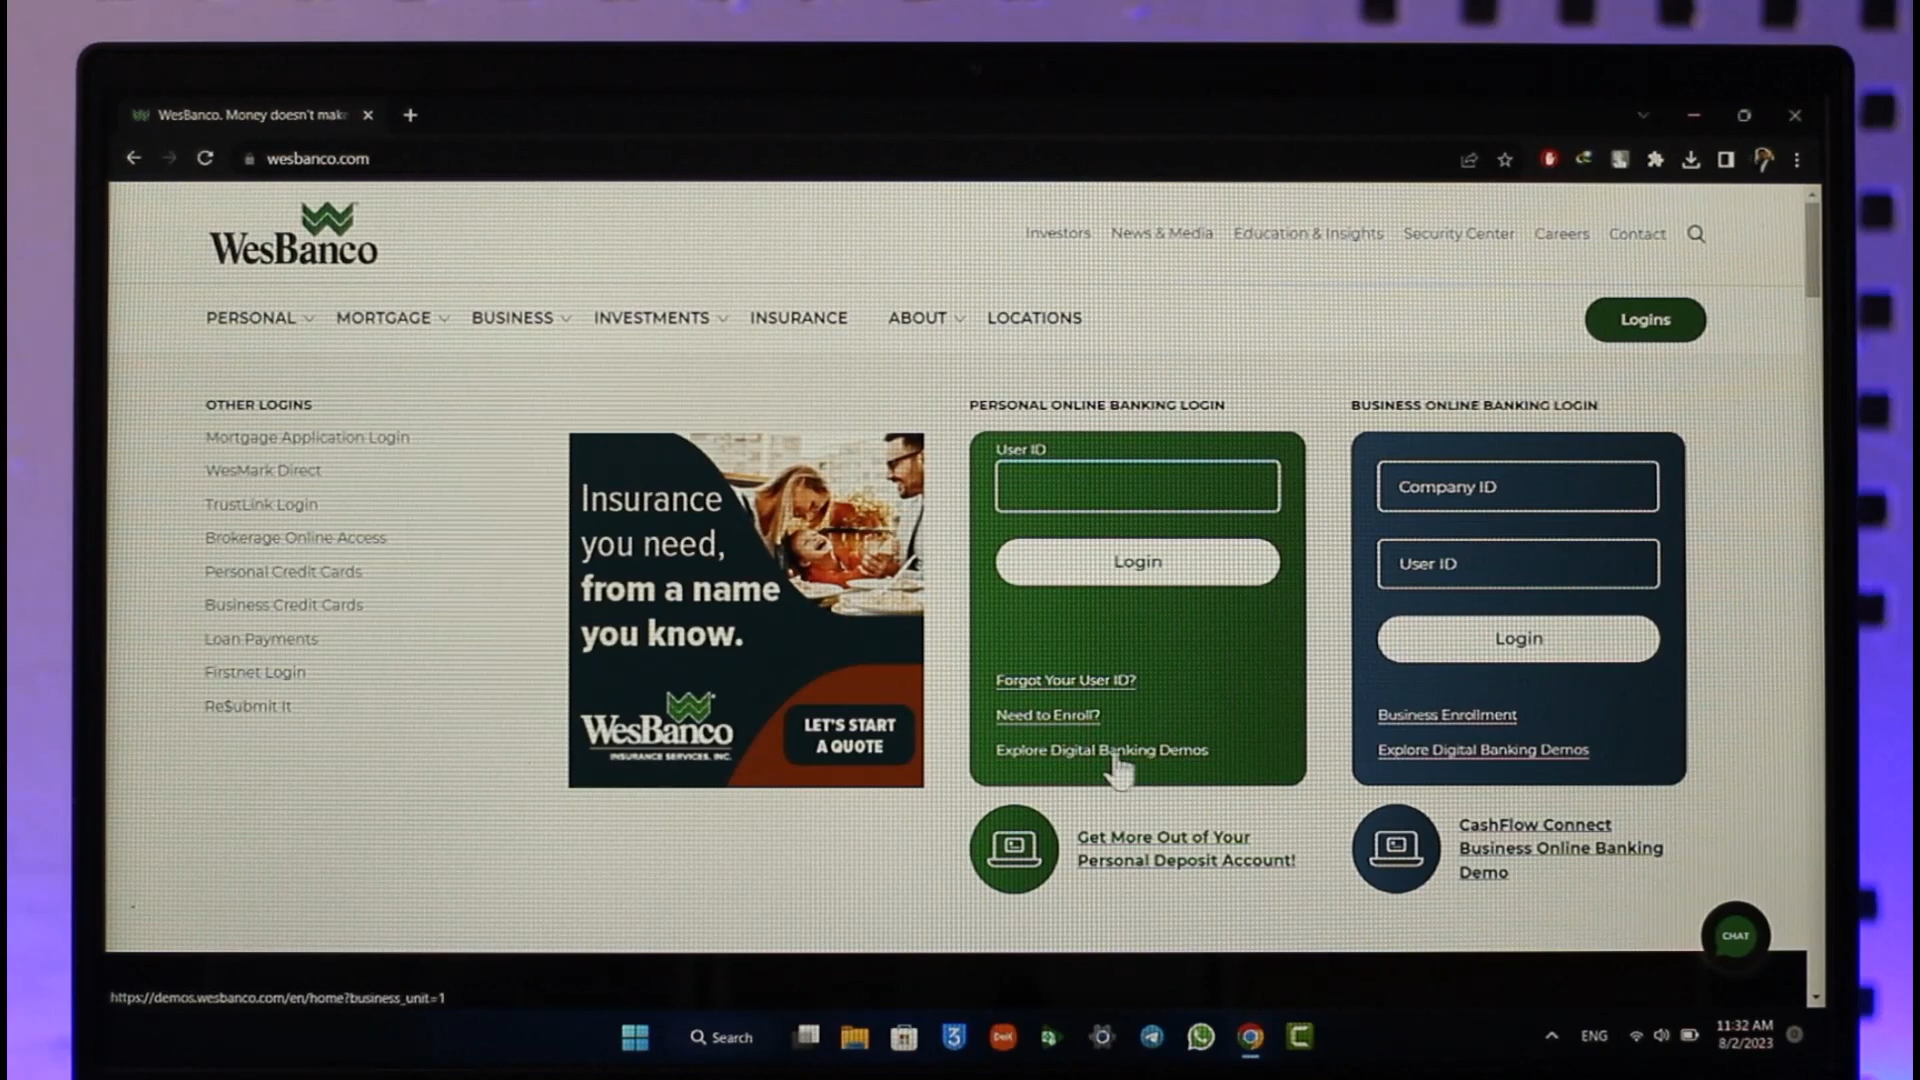 WesBanco. Money doesn't mak
wesbanco.com
WesBanco
Investors News & Media Education & Insights Security Center Careers Contact
PERSONAL MORTGAGE BUSINESS INVESTMENTS INSURANCE ABOUT LOCATIONS
Logins
OTHER LOGINS
Mortgage Application Login
WesMark Direct
TrustLink Login
Brokerage Online Access
Personal Credit Cards
Business Credit Cards
Loan Payments
Firstnet Login
Re$ubmit It
Insurance
you need,
from a name
you know.
WesBanco
INSURANCE SERVICES, INC.
LET'S START
A QUOTE
PERSONAL ONLINE BANKING LOGIN
User ID
Login
Forgot Your User ID?
Need to Enroll?
Explore Digital Banking Demos
Get More Out of Your
Personal Deposit Account!
BUSINESS ONLINE BANKING LOGIN
Company ID
User ID
Login
Business Enrollment
Explore Digital Banking Demos
CashFlow Connect
Business Online Banking
Demo
CHAT
https://demos.wesbanco.com/en/home?business_unit=1
Search
ENG
11:32 AM
8/2/2023